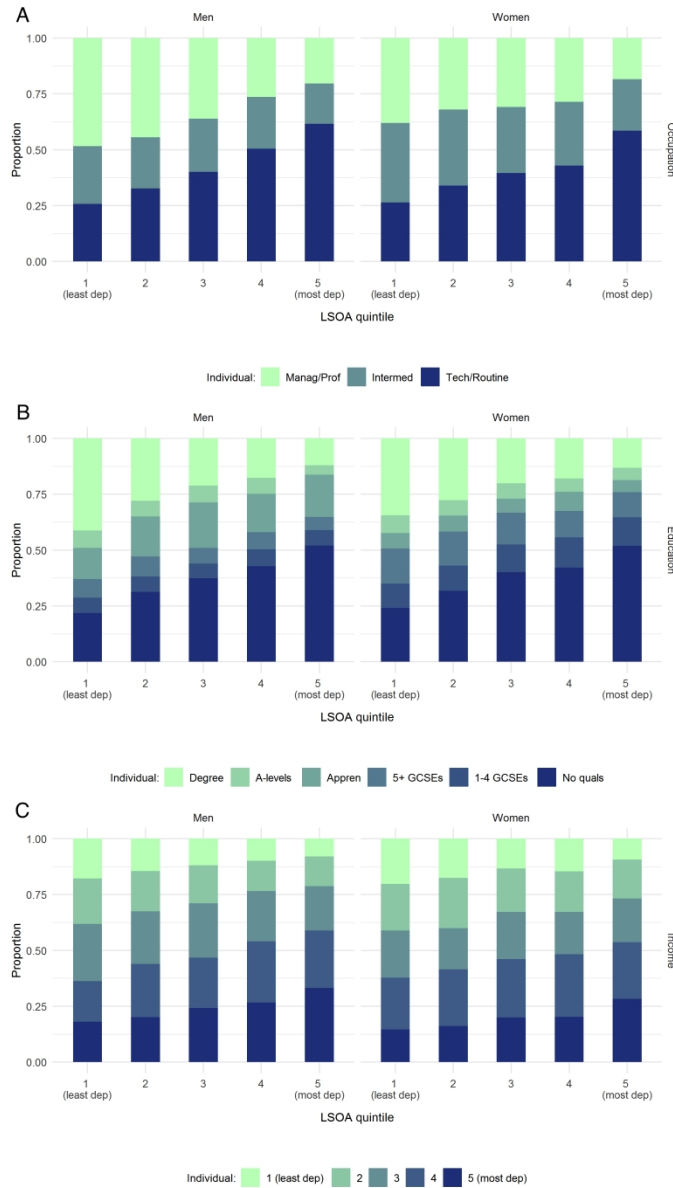 A
Men Women
1.00
0.75
0.50
0.25
0.00
Proportion
Occupation
1 2 3 4 5 1 2 3 4 5
(least dep) (most dep) (least dep) (most dep)
LSOA quintile
Individual: Manag/Prof Intermed Tech/Routine
B
Men Women
1.00
0.75
0.50
0.25
0.00
Proportion
Education
1 2 3 4 5 1 2 3 4 5
(least dep) (most dep) (least dep) (most dep)
LSOA quintile
Individual: Degree A-levels Appren 5+ GCSEs 1-4 GCSEs No quals
C
Men Women
1.00
0.75
0.50
0.25
0.00
Proportion
Income
1 2 3 4 5 1 2 3 4 5
(least dep) (most dep) (least dep) (most dep)
LSOA quintile
Individual: 1 (least dep) 2 3 4 5 (most dep)